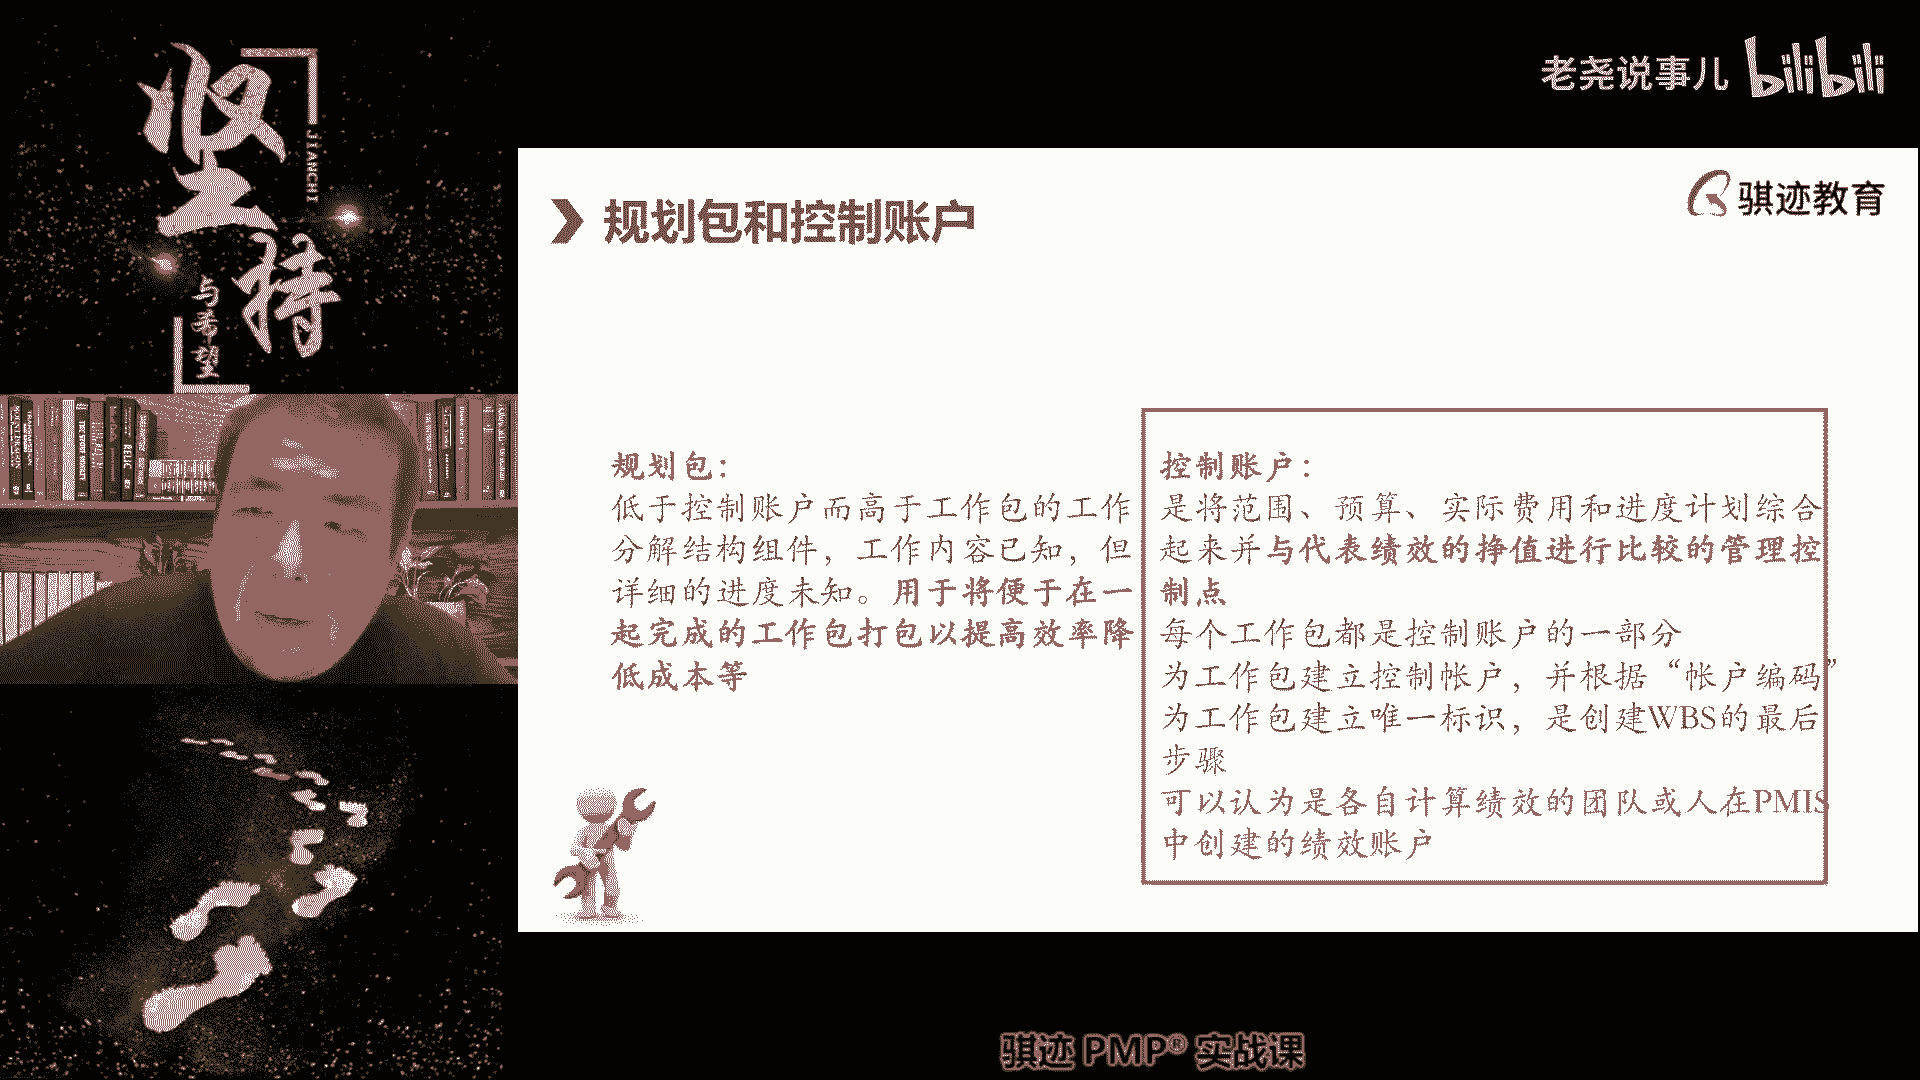 坚持
JIANCHI
与希望
老尧说事儿 bilibili
骐迹教育
规划包和控制账户
规划包：
低于控制账户而高于工作包的工作
分解结构组件，工作内容已知，但
详细的进度未知。用于将便于在一
起完成的工作包打包以提高效率降
低成本等
控制账户：
是将范围、预算、实际费用和进度计划综合
起来并与代表绩效的挣值进行比较的管理控
制点
每个工作包都是控制账户的一部分
为工作包建立控制帐户，并根据“帐户编码”
为工作包建立唯一标识，是创建WBS的最后
步骤
可以认为是各自计算绩效的团队或人在PMIS
中创建的绩效账户
骐迹 PMP® 实战课